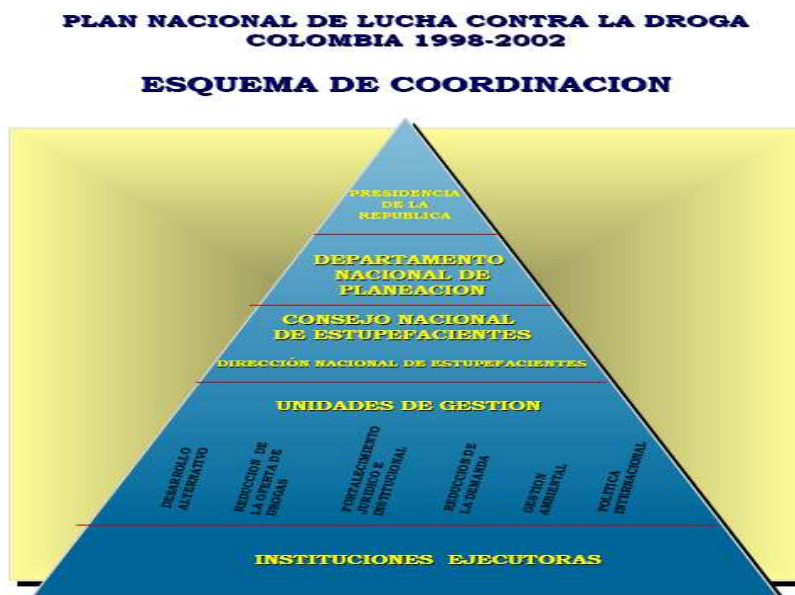 PLAN NACIONAL DE LUCHA CONTRA LA DROGA
COLOMBIA 1998-2002
ESQUEMA DE COORDINACION
PRESIDENCIA
DE LA
REPUBLICA
DEPARTAMENTO
NACIONAL DE
PLANEACION
CONSEJO NACIONAL
DE ESTUPEFACIENTES
DIRECCIÓN NACIONAL DE ESTUPEFACIENTES
UNIDADES DE GESTION
DESARROLLO
ALTERNATIVO
REDUCCION DE
LA OFERTA DE
DROGAS
FORTALECIMIENTO
JURIDICO E
INSTITUCIONAL
REDUCCION DE
LA DEMANDA
GESTION
AMBIENTAL
POLITICA
INTERNACIONAL
INSTITUCIONES EJECUTORAS